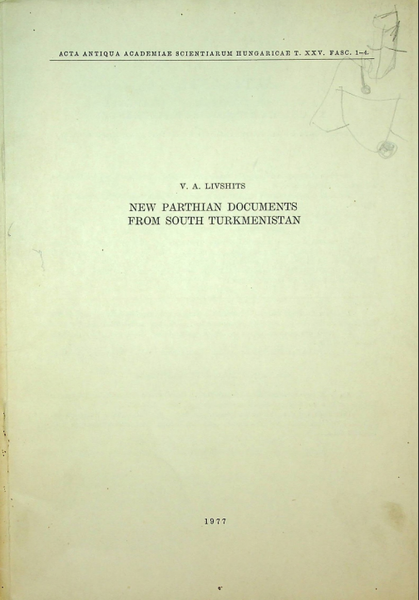 ACTA ANTIQUA ACADEMIAE SCIENTIARUM HUNGARICAE T. XXV. FASC. 1–4.
V. A. LIVSHITS
NEW PARTHIAN DOCUMENTS
FROM SOUTH TURKMENISTAN
1977